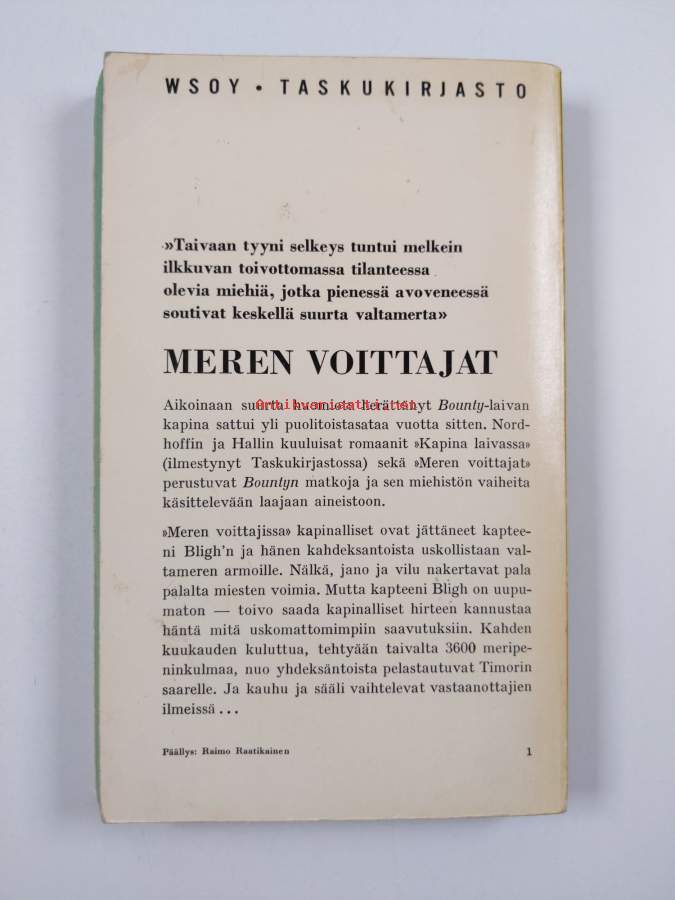 WSOY • TASKUKIRJASTO
»Taivaan tyyni selkeys tuntui melkein
ilkkuvan toivottomassa tilanteessa
olevia miehiä, jotka pienessä avoveneessä
soutivat keskellä suurta valtamerta»
MEREN VOITTAJAT
Aikoinaan suurta huomiota herättänyt Bounty-laivan
kapina sattui yli puolitoistasataa vuotta sitten. Nord-
hoffin ja Hallin kuuluisat romaanit »Kapina laivassa»
(ilmestynyt Taskukirjastossa) sekä »Meren voittajat»
perustuvat Bountyn matkoja ja sen miehistön vaiheita
käsittelevään laajaan aineistoon.
»Meren voittajissa» kapinalliset ovat jättäneet kaptee-
ni Bligh'n ja hänen kahdeksantoista uskollistaan val-
tameren armoille. Nälkä, jano ja vilu nakertavat pala
palalta miesten voimia. Mutta kapteeni Bligh on uupu-
maton — toivo saada kapinalliset hirteen kannustaa
häntä mitä uskomattomimpiin saavutuksiin. Kahden
kuukauden kuluttua, tehtyään taivalta 3600 meripe-
ninkulmaa, nuo yhdeksäntoista pelastautuvat Timorin
saarelle. Ja kauhu ja sääli vaihtelevat vastaanottajien
ilmeissä...
Päällys: Raimo Raatikainen 1